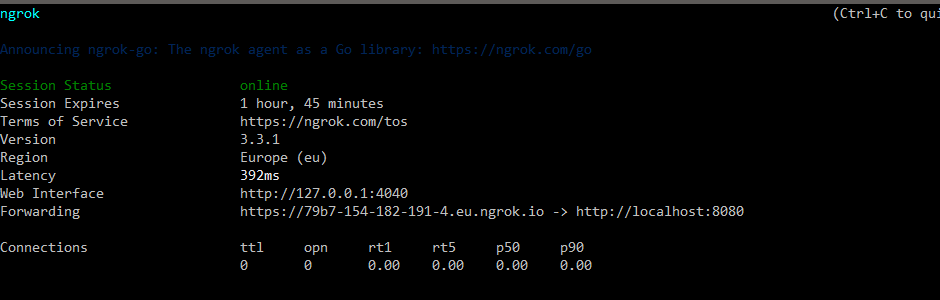 ngrok (Ctrl+C to qui
Announcing ngrok-go: The ngrok agent as a Go library: https://ngrok.com/go
Session Status online
Session Expires 1 hour, 45 minutes
Terms of Service https://ngrok.com/tos
Version 3.3.1
Region Europe (eu)
Latency 392ms
Web Interface http://127.0.0.1:4040
Forwarding https://79b7-154-182-191-4.eu.ngrok.io -> http://localhost:8080
Connections ttl opn rt1 rt5 p50 p90
0 0 0.00 0.00 0.00 0.00